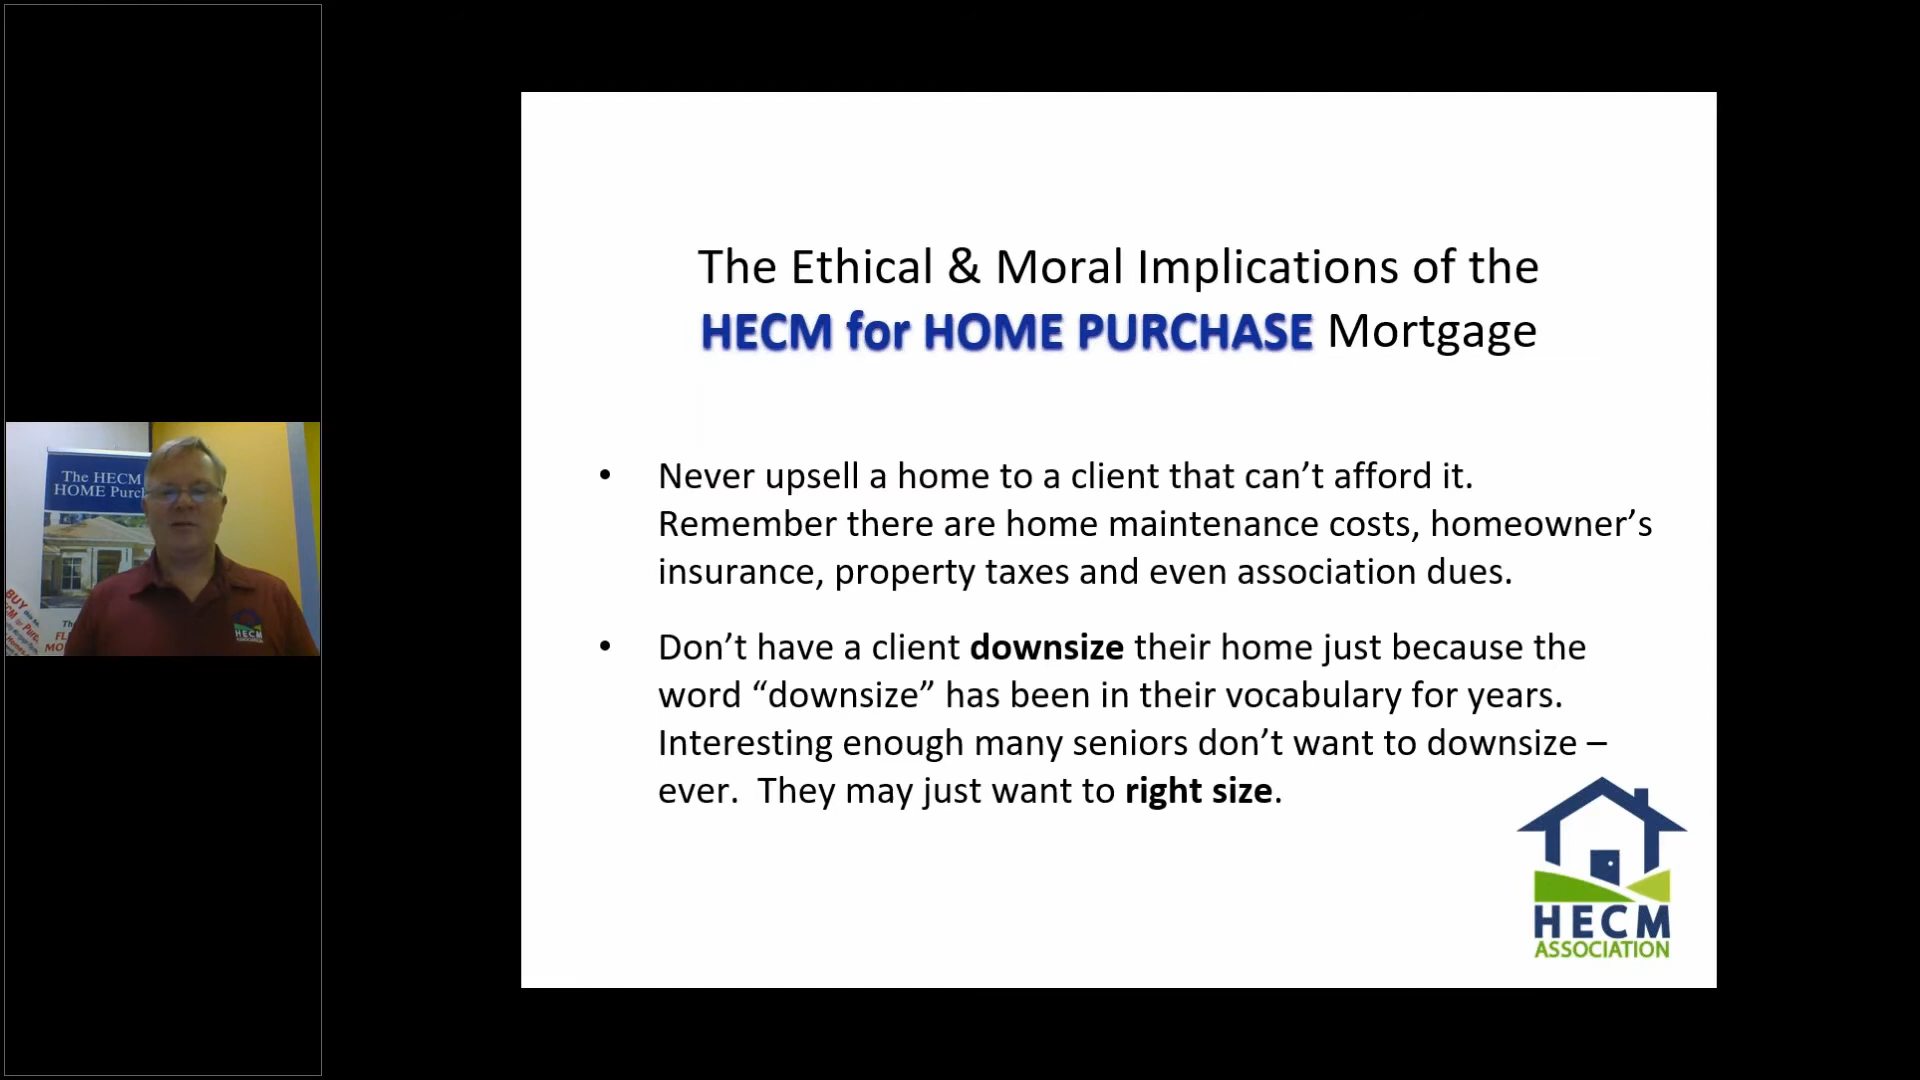 The HECM
HOME Purch
BUY
HECM
ASSOCIATION
The Ethical & Moral Implications of the
HECM for HOME PURCHASE Mortgage
• Never upsell a home to a client that can’t afford it.
Remember there are home maintenance costs, homeowner’s
insurance, property taxes and even association dues.
• Don’t have a client downsize their home just because the
word “downsize” has been in their vocabulary for years.
Interesting enough many seniors don’t want to downsize –
ever.  They may just want to right size.
HECM
ASSOCIATION